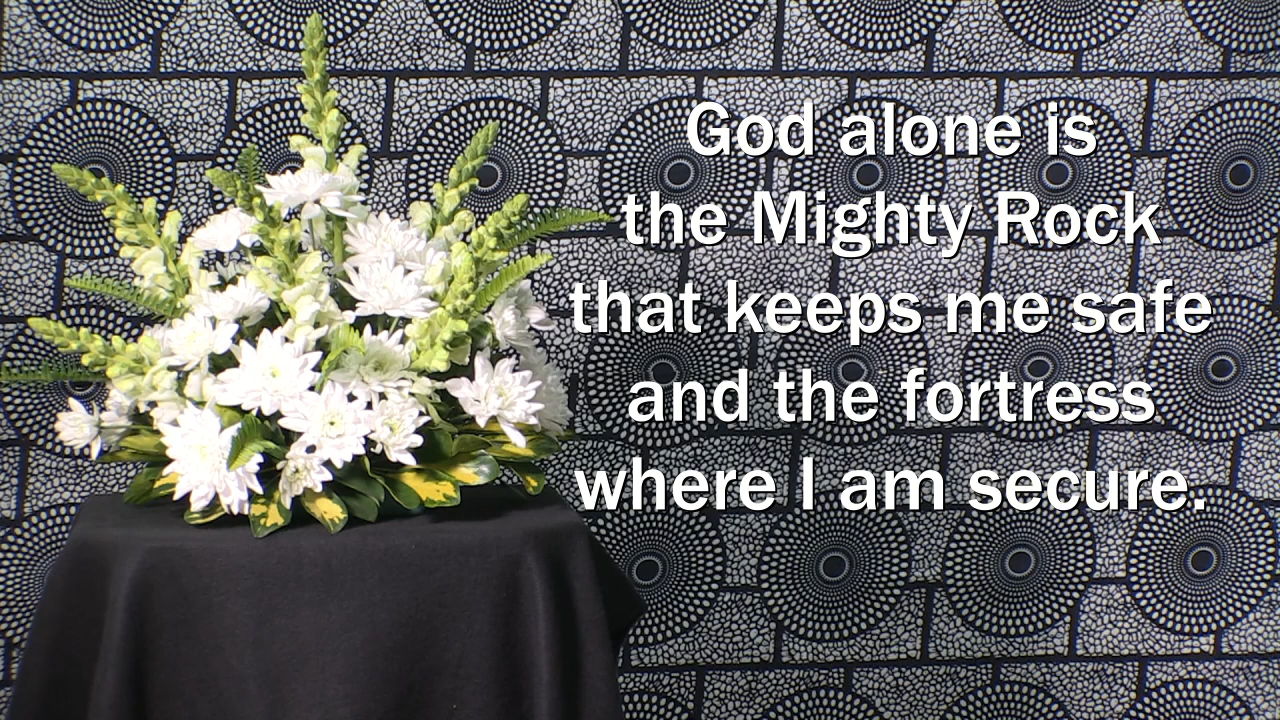 God alone is
the Mighty Rock
that keeps me safe
and the fortress
where I am secure.